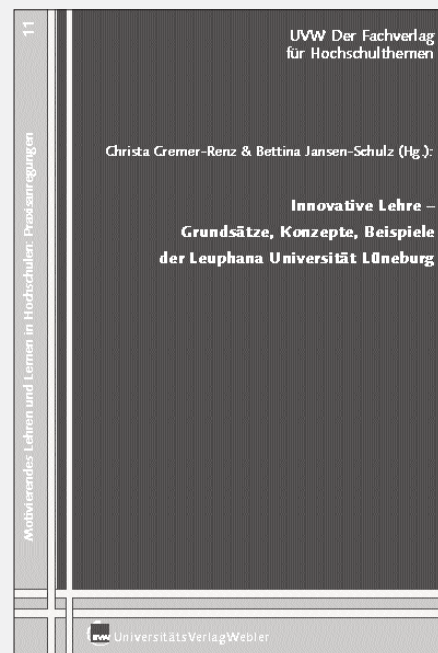 11
Motivierendes Lehren und Lernen in Hochschulen: Praxisanregungen
UVW Der Fachverlag
für Hochschulthemen
Christa Cremer-Renz & Bettina Jansen-Schulz (Hg.):
Innovative Lehre –
Grundsätze, Konzepte, Beispiele
der Leuphana Universität Lüneburg
UVW UniversitätsVerlagWebler